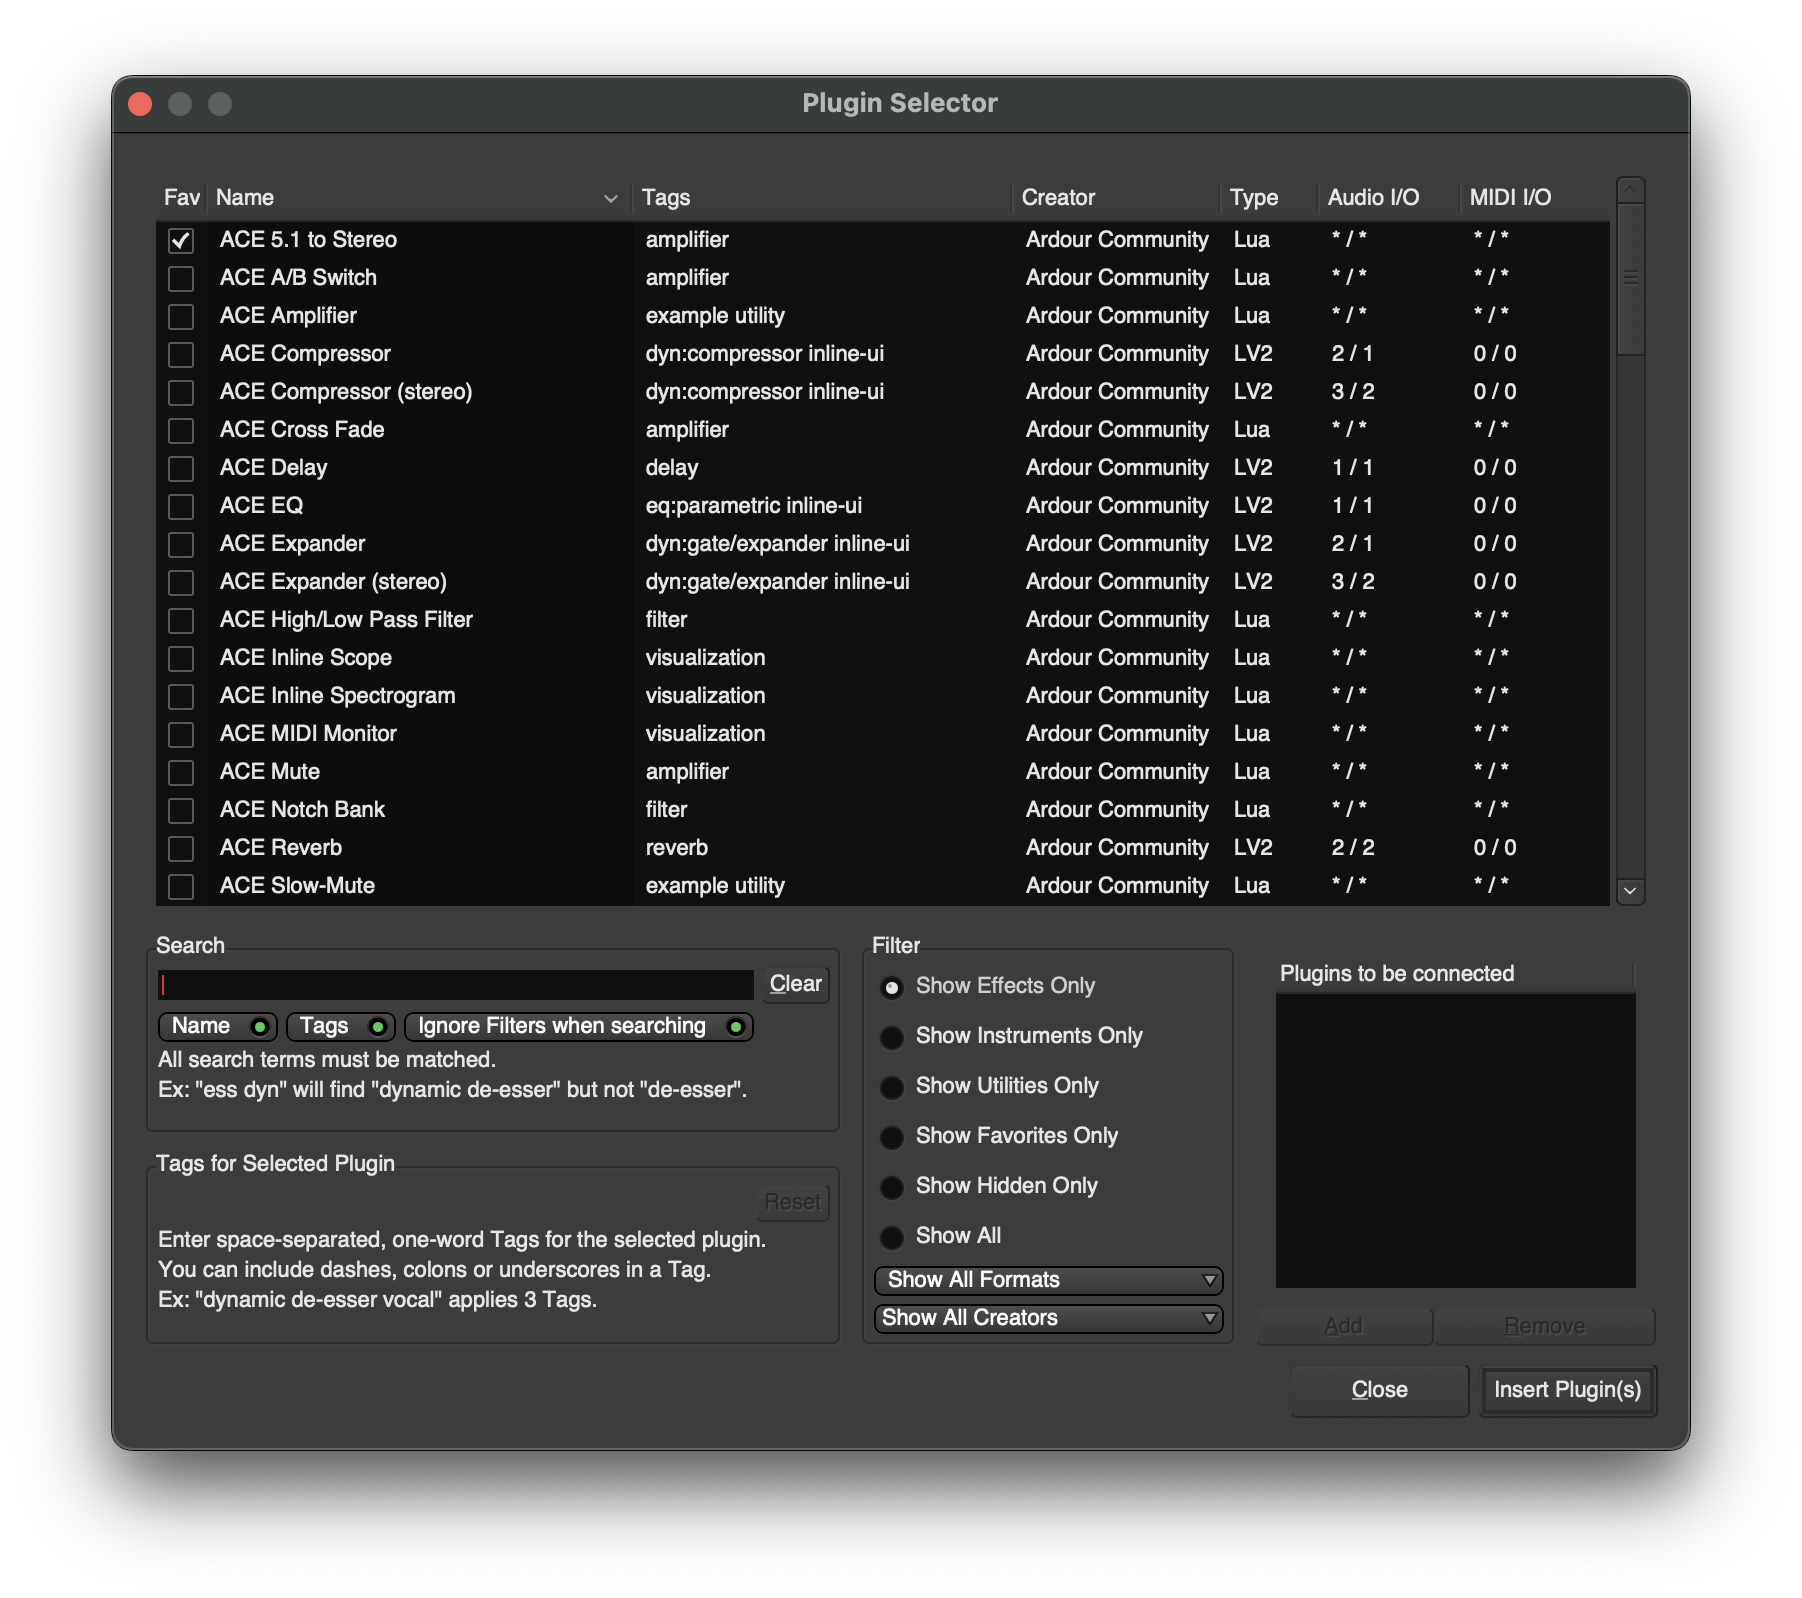 Plugin Selector
Fav Name Tags Creator Type Audio I/O MIDI I/O
ACE 5.1 to Stereo amplifier Ardour Community Lua * / * * / *
ACE A/B Switch amplifier Ardour Community Lua * / * * / *
ACE Amplifier example utility Ardour Community Lua * / * * / *
ACE Compressor dyn:compressor inline-ui Ardour Community LV2 2 / 1 0 / 0
ACE Compressor (stereo) dyn:compressor inline-ui Ardour Community LV2 3 / 2 0 / 0
ACE Cross Fade amplifier Ardour Community Lua * / * * / *
ACE Delay delay Ardour Community LV2 1 / 1 0 / 0
ACE EQ eq:parametric inline-ui Ardour Community LV2 1 / 1 0 / 0
ACE Expander dyn:gate/expander inline-ui Ardour Community LV2 2 / 1 0 / 0
ACE Expander (stereo) dyn:gate/expander inline-ui Ardour Community LV2 3 / 2 0 / 0
ACE High/Low Pass Filter filter Ardour Community Lua * / * * / *
ACE Inline Scope visualization Ardour Community Lua * / * * / *
ACE Inline Spectrogram visualization Ardour Community Lua * / * * / *
ACE MIDI Monitor visualization Ardour Community Lua * / * * / *
ACE Mute amplifier Ardour Community Lua * / * * / *
ACE Notch Bank filter Ardour Community Lua * / * * / *
ACE Reverb reverb Ardour Community LV2 2 / 2 0 / 0
ACE Slow-Mute example utility Ardour Community Lua * / * * / *
Search
Clear
Name Tags Ignore Filters when searching
All search terms must be matched.
Ex: "ess dyn" will find "dynamic de-esser" but not "de-esser".
Tags for Selected Plugin
Reset
Enter space-separated, one-word Tags for the selected plugin.
You can include dashes, colons or underscores in a Tag.
Ex: "dynamic de-esser vocal" applies 3 Tags.
Filter
Show Effects Only
Show Instruments Only
Show Utilities Only
Show Favorites Only
Show Hidden Only
Show All
Show All Formats
Show All Creators
Plugins to be connected
Add Remove
Close Insert Plugin(s)